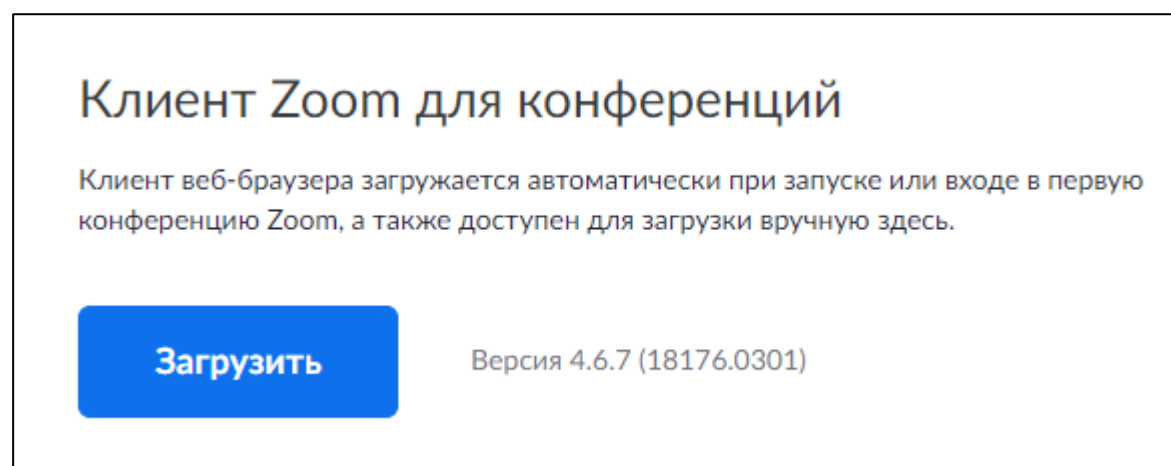 Клиент Zoom для конференций
Клиент веб-браузера загружается автоматически при запуске или входе в первую
конференцию Zoom, а также доступен для загрузки вручную здесь.
Загрузить
Версия 4.6.7 (18176.0301)